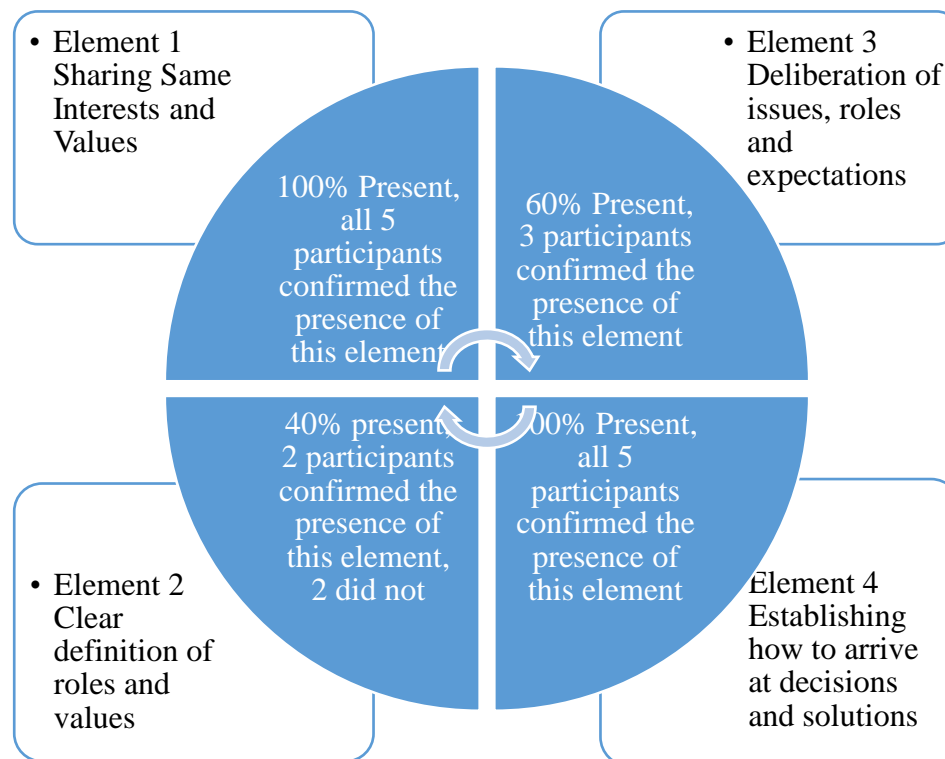 • Element 1
Sharing Same
Interests and
Values
100% Present,
all 5
participants
confirmed the
presence of
this element
• Element 3
Deliberation of
issues, roles
and
expectations
60% Present,
3 participants
confirmed the
presence of
this element
• Element 2
Clear
definition of
roles and
values
40% present,
2 participants
confirmed the
presence of
this element,
2 did not
Element 4
Establishing
how to arrive
at decisions
and solutions
100% Present,
all 5
participants
confirmed the
presence of
this element